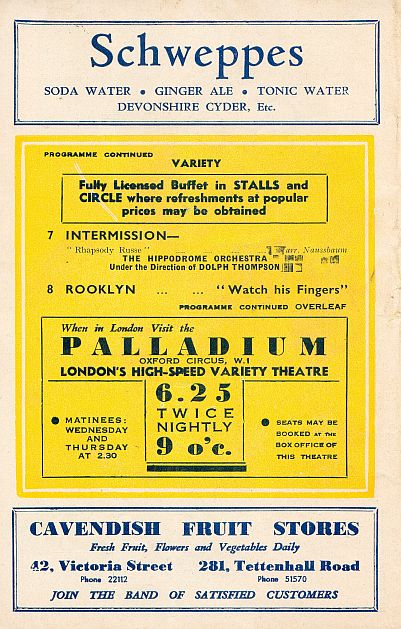 Schweppes
SODA WATER • GINGER ALE • TONIC WATER
DEVONSHIRE CYDER, Etc.
PROGRAMME CONTINUED
VARIETY
Fully Licensed Buffet in STALLS and
CIRCLE where refreshments at popular
prices may be obtained
7 INTERMISSION—
"Rhapsody Russe" arr. Naussbaum
THE HIPPODROME ORCHESTRA
Under the Direction of DOLPH THOMPSON
8 ROOKLYN ... ... "Watch his Fingers"
PROGRAMME CONTINUED OVERLEAF
When in London Visit the
PALLADIUM
OXFORD CIRCUS, W.1
LONDON'S HIGH-SPEED VARIETY THEATRE
6.25
TWICE
NIGHTLY
9 o'c.
• MATINEES:
WEDNESDAY
AND
THURSDAY
AT 2.30
• SEATS MAY BE
BOOKED AT THE
BOX OFFICE OF
THIS THEATRE
CAVENDISH FRUIT STORES
Fresh Fruit, Flowers and Vegetables Daily
42, Victoria Street 281, Tettenhall Road
Phone 22112 Phone 51570
JOIN THE BAND OF SATISFIED CUSTOMERS